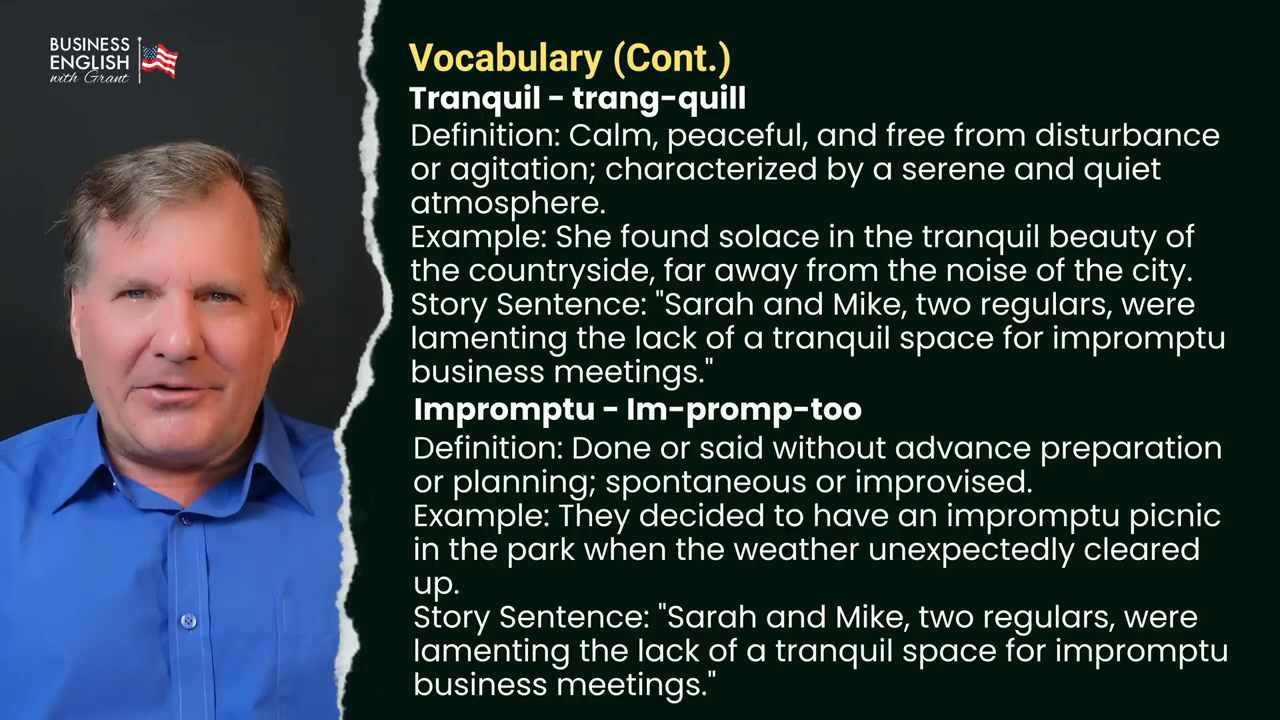 BUSINESS
ENGLISH
with Grant
Vocabulary (Cont.)
Tranquil - trang-quill
Definition: Calm, peaceful, and free from disturbance
or agitation; characterized by a serene and quiet
atmosphere.
Example: She found solace in the tranquil beauty of
the countryside, far away from the noise of the city.
Story Sentence: "Sarah and Mike, two regulars, were
lamenting the lack of a tranquil space for impromptu
business meetings."
Impromptu - Im-promp-too
Definition: Done or said without advance preparation
or planning; spontaneous or improvised.
Example: They decided to have an impromptu picnic
in the park when the weather unexpectedly cleared
up.
Story Sentence: "Sarah and Mike, two regulars, were
lamenting the lack of a tranquil space for impromptu
business meetings."